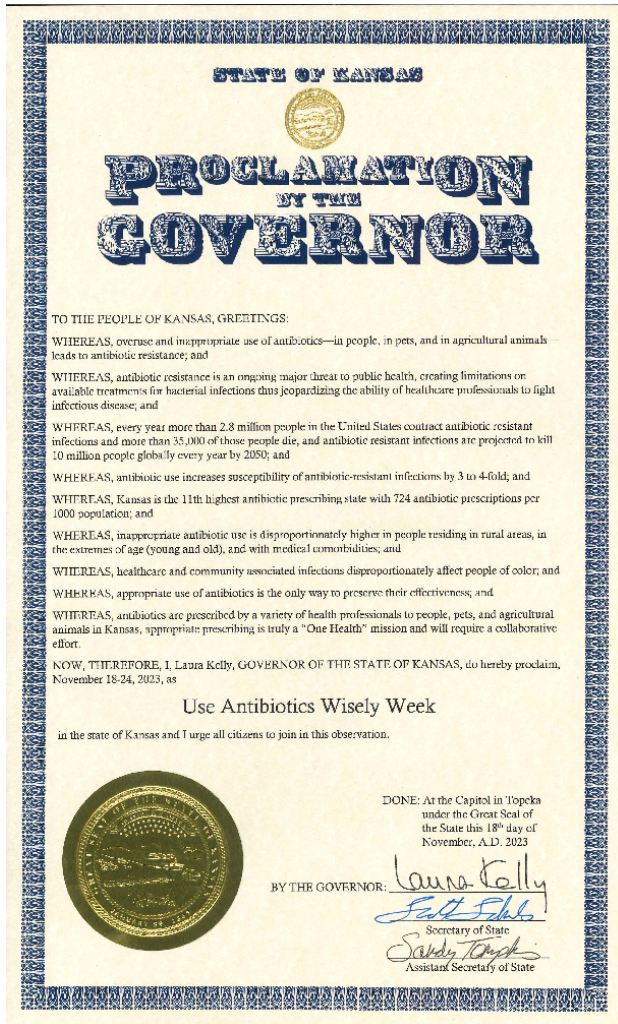 STATE OF KANSAS
PROCLAMATION
BY THE
GOVERNOR
TO THE PEOPLE OF KANSAS, GREETINGS:
WHEREAS, overuse and inappropriate use of antibiotics—in people, in pets, and in agricultural animals—
leads to antibiotic resistance; and
WHEREAS, antibiotic resistance is an ongoing major threat to public health, creating limitations on
available treatments for bacterial infections thus jeopardizing the ability of healthcare professionals to fight
infectious disease; and
WHEREAS, every year more than 2.8 million people in the United States contract antibiotic resistant
infections and more than 35,000 of those people die, and antibiotic resistant infections are projected to kill
10 million people globally every year by 2050; and
WHEREAS, antibiotic use increases susceptibility of antibiotic-resistant infections by 3 to 4-fold; and
WHEREAS, Kansas is the 11th highest antibiotic prescribing state with 724 antibiotic prescriptions per
1000 population; and
WHEREAS, inappropriate antibiotic use is disproportionately higher in people residing in rural areas, in
the extremes of age (young and old), and with medical comorbidities; and
WHEREAS, healthcare and community associated infections disproportionately affect people of color; and
WHEREAS, appropriate use of antibiotics is the only way to preserve their effectiveness; and
WHEREAS, antibiotics are prescribed by a variety of health professionals to people, pets, and agricultural
animals in Kansas, appropriate prescribing is truly a "One Health" mission and will require a collaborative
effort.
NOW, THEREFORE, I, Laura Kelly, GOVERNOR OF THE STATE OF KANSAS, do hereby proclaim,
November 18-24, 2023, as
Use Antibiotics Wisely Week
in the state of Kansas and I urge all citizens to join in this observation.
DONE: At the Capitol in Topeka
under the Great Seal of
the State this 18th day of
November, A.D. 2023
GREAT SEAL OF THE STATE OF KANSAS
JANUARY 29, 1861
BY THE GOVERNOR: Laura Kelly
Secretary of State
Assistant Secretary of State